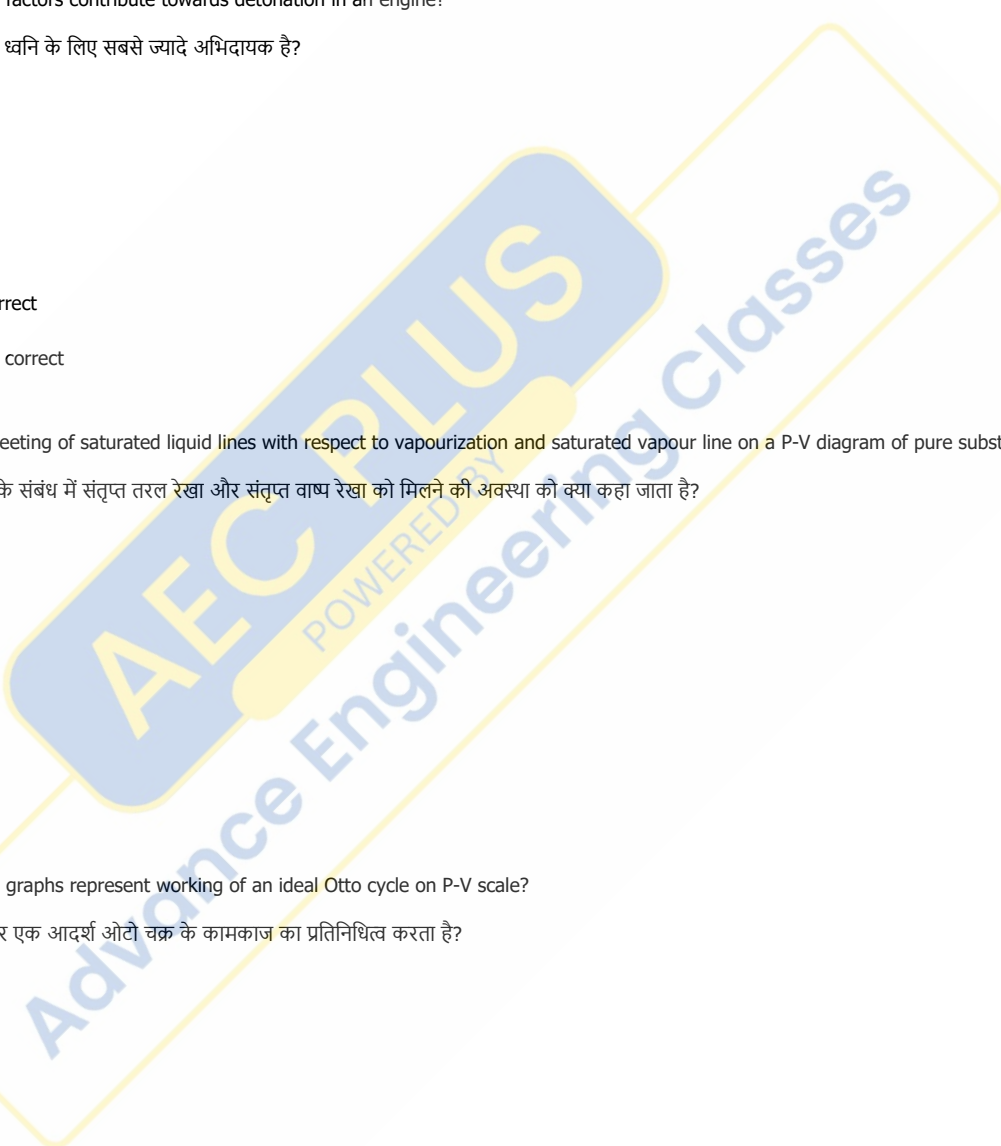 factors contribute towards detonation in an engine?
ध्वनि के लिए सबसे ज्यादे अभिदायक है?
rrect
correct
eeting of saturated liquid lines with respect to vapourization and saturated vapour line on a P-V diagram of pure subst
के संबंध में संतृप्त तरल रेखा और संतृप्त वाष्प रेखा को मिलने की अवस्था को क्या कहा जाता है?
graphs represent working of an ideal Otto cycle on P-V scale?
र एक आदर्श ओटो चक्र के कामकाज का प्रतिनिधित्व करता है?
AEC PLUS
POWERED BY
Advance Engineering Classes